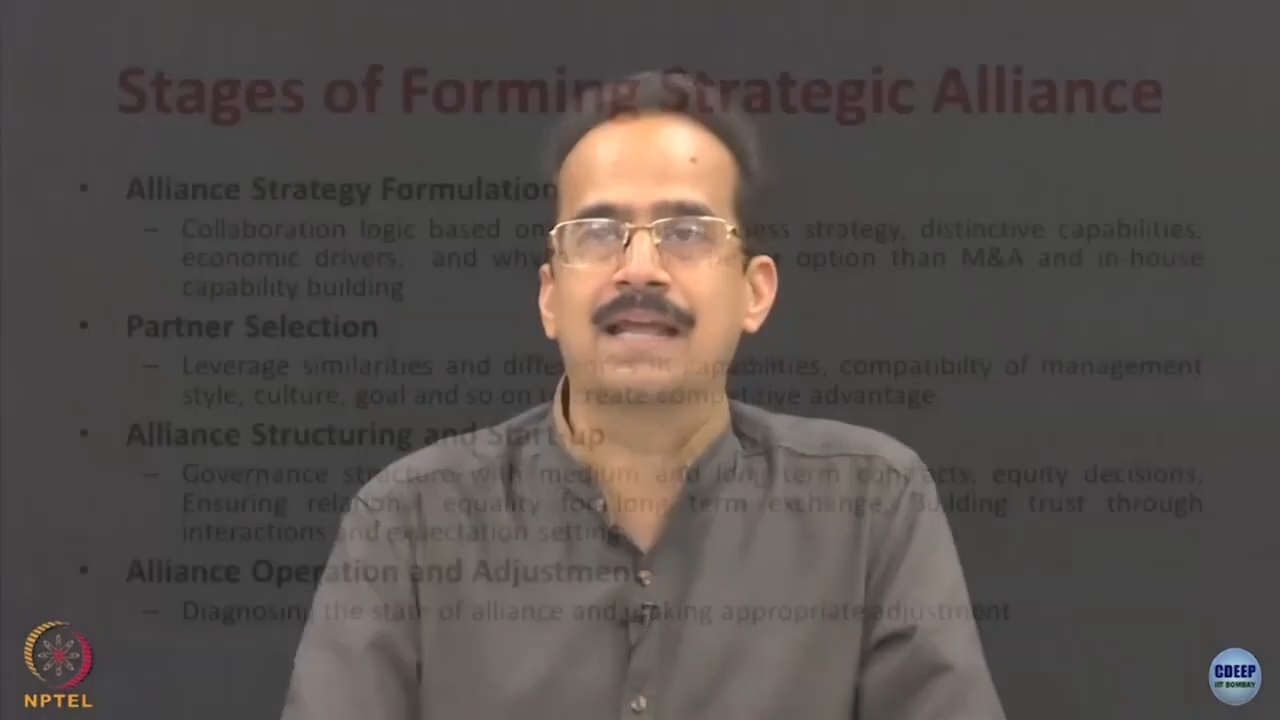 Stages of Forming Strategic Alliance
• Alliance Strategy Formulation
– Collaboration logic based on ness strategy, distinctive capabilities,
economic drivers, and why option than M&A and in-house
capability building
• Partner Selection
– Leverage similarities and differences in capabilities, compatibilty of management
style, culture, goal and so on to create competitive advantage
• Alliance Structuring and Start-up
– Governance structure with medium and long term contracts, equity decisions,
Ensuring relation equality for long term exchange, Building trust through
interactions and expectation setting
• Alliance Operation and Adjustment
– Diagnosing the state of alliance and making appropriate adjustment
NPTEL
CDEEP
IIT BOMBAY